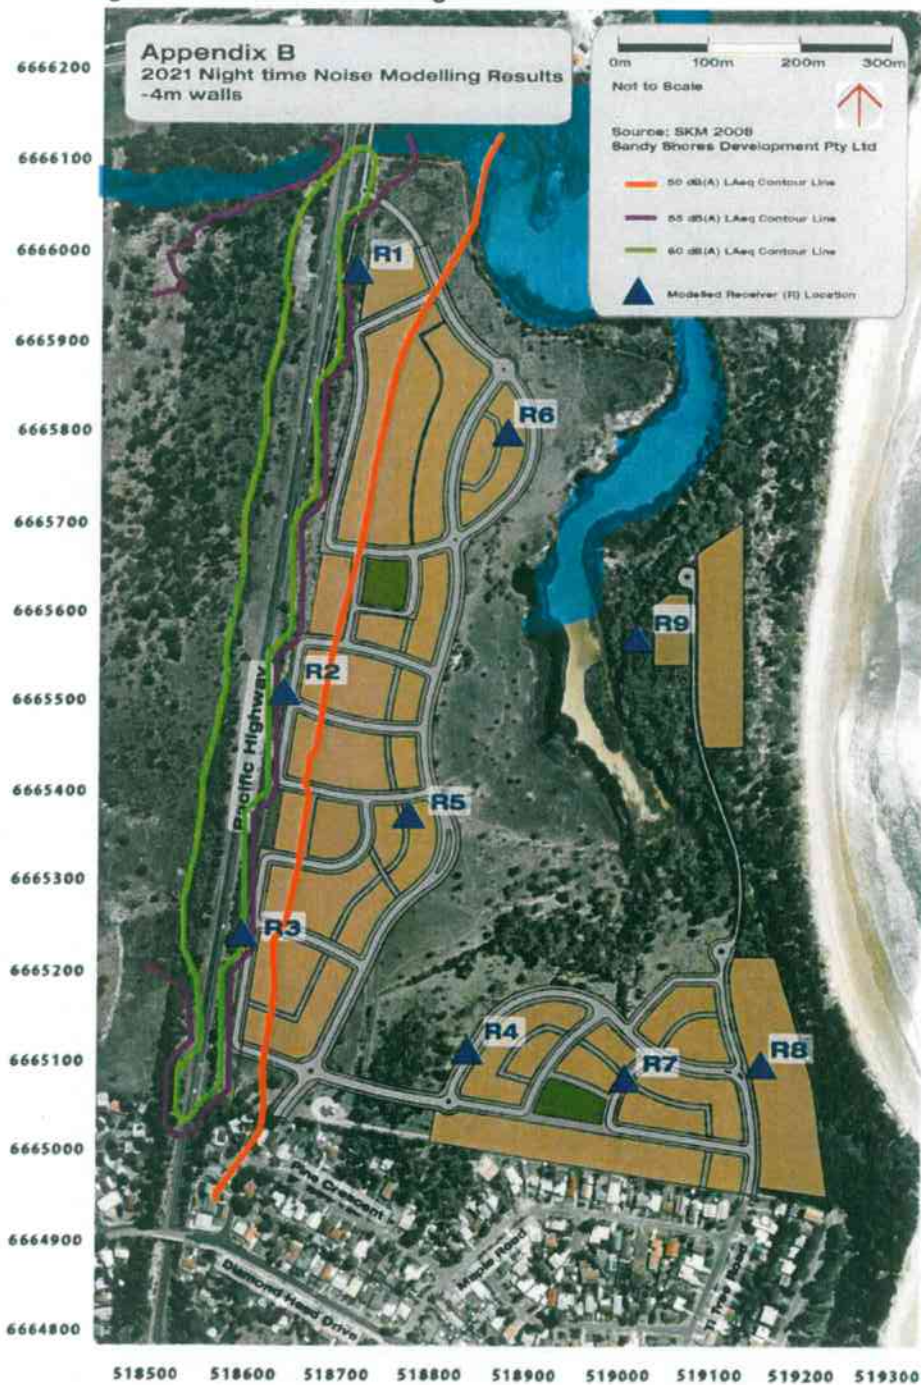 Appendix B
2021 Night time Noise Modelling Results
-4m walls
0m 100m 200m 300m
Not to Scale
Source: SKM 2008
Sandy Shores Development Pty Ltd
50 dB(A) LAeq Contour Line
55 dB(A) LAeq Contour Line
60 dB(A) LAeq Contour Line
Modelled Receiver (R) Location
6666200
6666100
6666000
6665900
6665800
6665700
6665600
6665500
6665400
6665300
6665200
6665100
6665000
6664900
6664800
R1
R6
R9
R2
Pacific Highway
R5
R3
R4
R7
R8
Crescent
Maple Road
Tree Road
Diamond Head Drive
518500 518600 518700 518800 518900 519000 519100 519200 519300